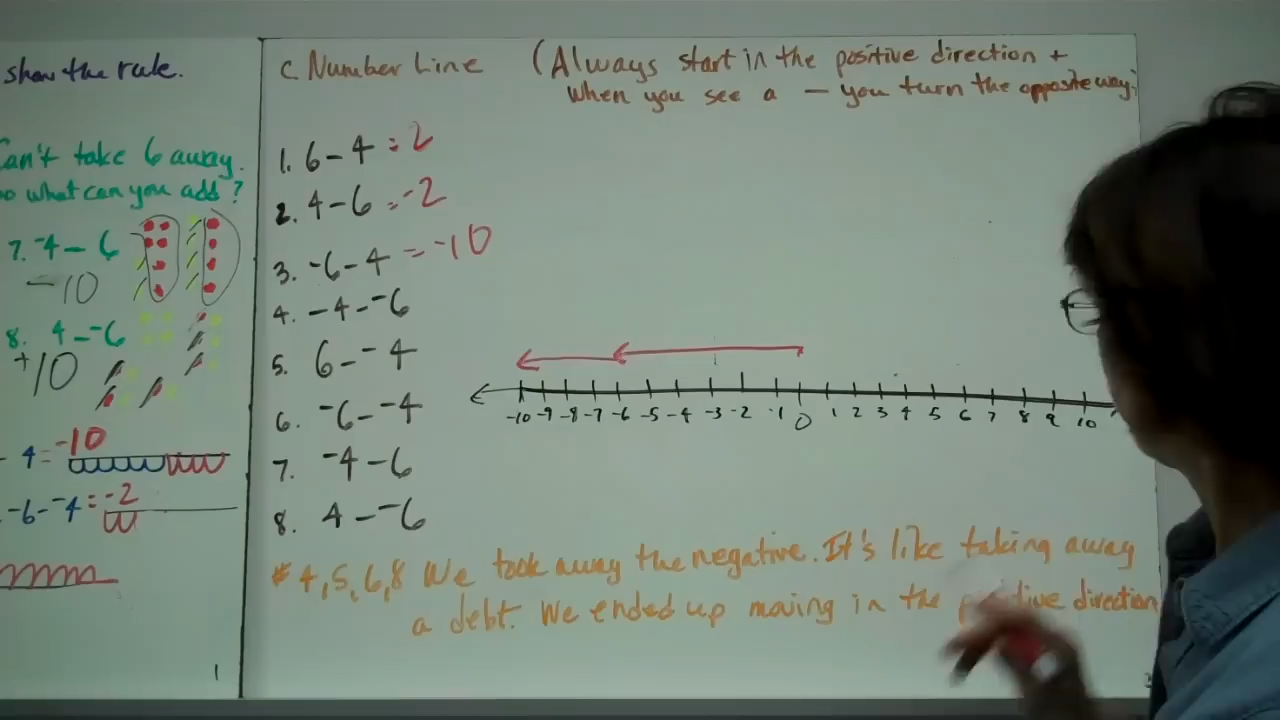 show the rule.
Can't take 6 away.
so what can you add?
7. -4 - 6
-10
8. 4 - -6
+10
- 4 = -10
-6 - -4 = -2
1
C Number Line (Always start in the positive direction +
when you see a — you turn the opposite way.
1. 6 - 4 = 2
2. 4 - 6 = -2
3. -6 - 4 = -10
4. -4 - -6
5. 6 - -4
6. -6 - -4
7. -4 - 6
8. 4 - -6
-10 -9 -8 -7 -6 -5 -4 -3 -2 -1 0 1 2 3 4 5 6 7 8 9 10
# 4, 5, 6, 8 We took away the negative. It's like taking away
a debt. We ended up moving in the positive direction